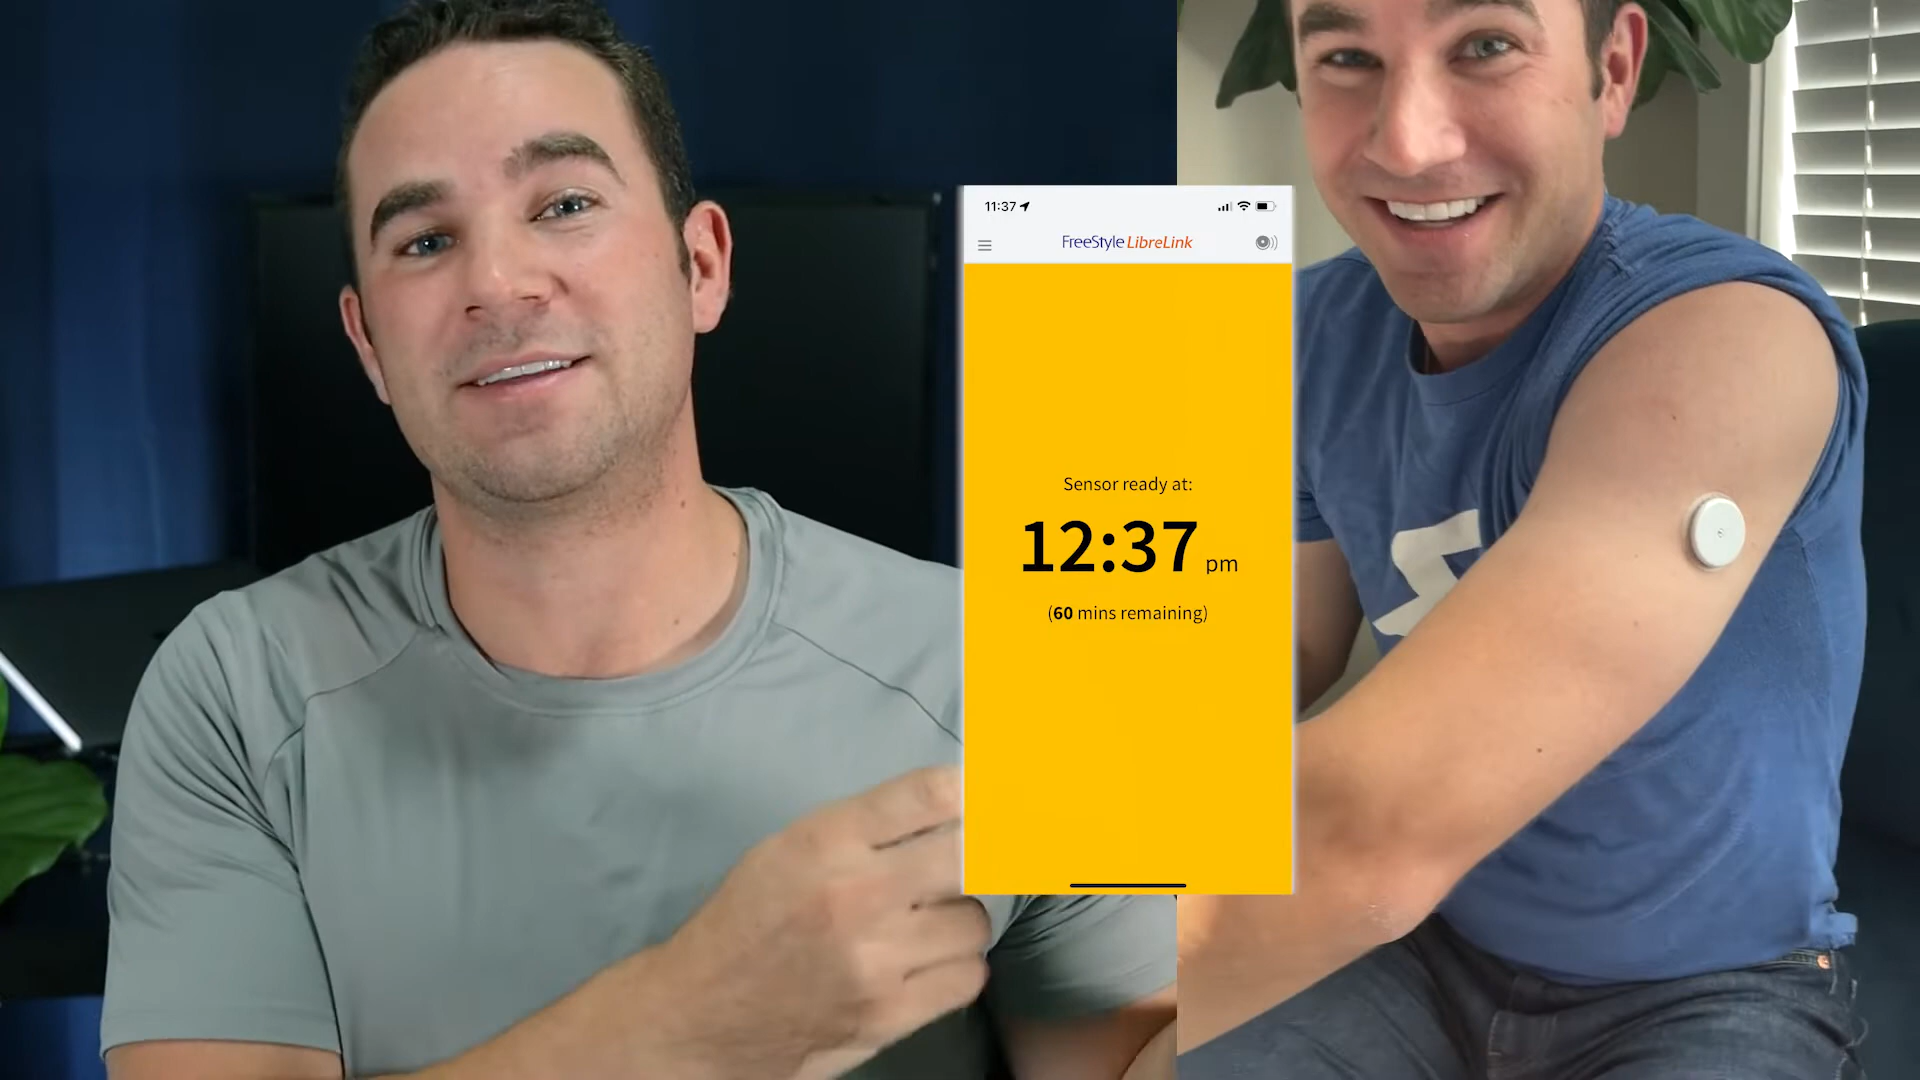 11:37
FreeStyle LibreLink
Sensor ready at:
12:37 pm
(60 mins remaining)